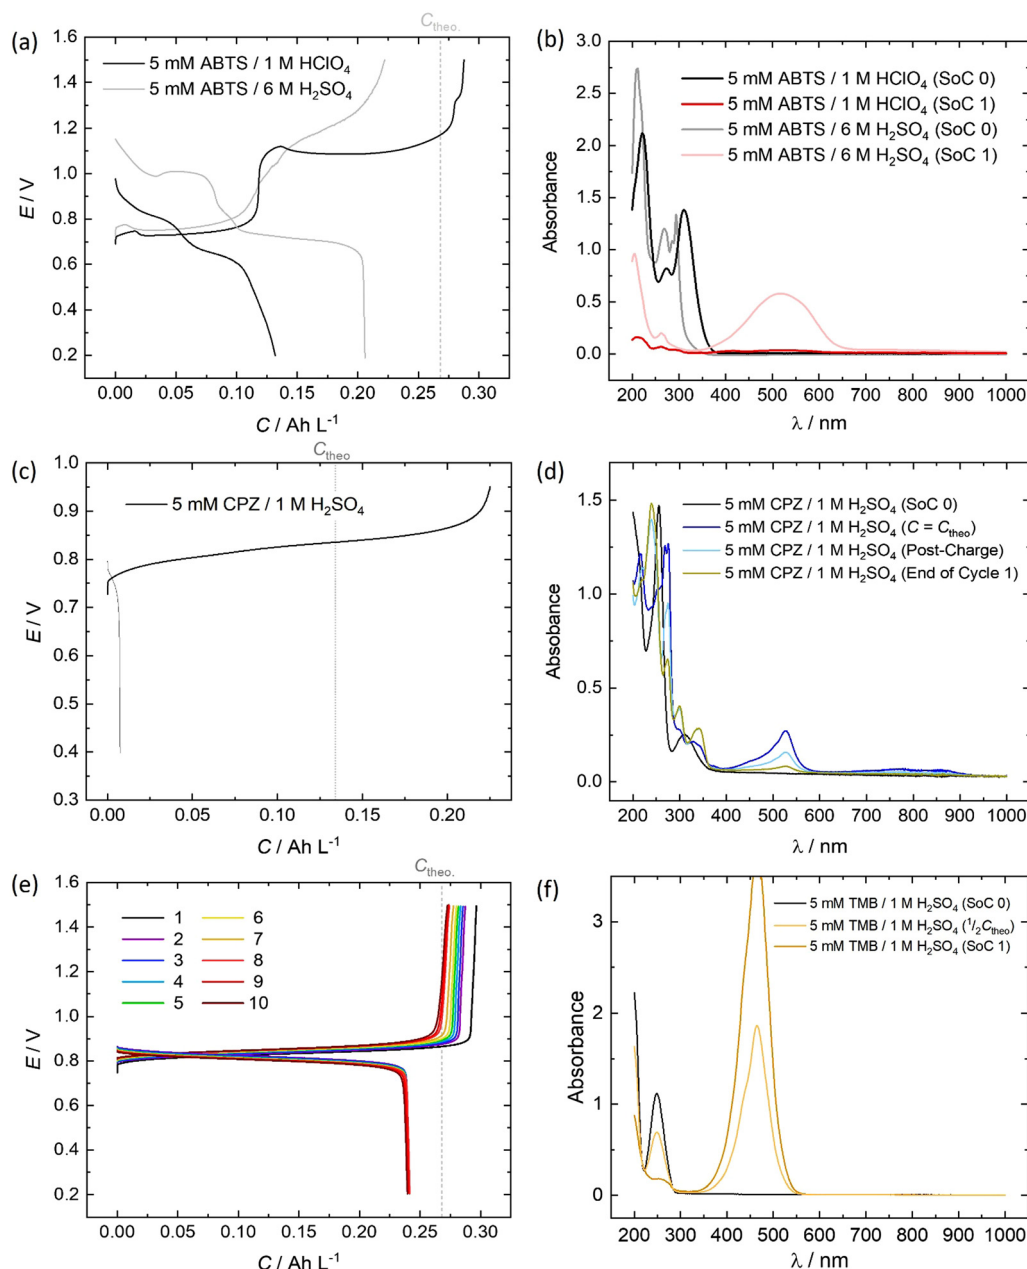 (a)
C_theo.
1.6
1.4
1.2
1.0
0.8
0.6
0.4
0.2
E / V
5 mM ABTS / 1 M HClO₄
5 mM ABTS / 6 M H₂SO₄
0.00 0.05 0.10 0.15 0.20 0.25 0.30
C / Ah L⁻¹
(b)
3.0
2.5
2.0
1.5
1.0
0.5
0.0
Absorbance
5 mM ABTS / 1 M HClO₄ (SoC 0)
5 mM ABTS / 1 M HClO₄ (SoC 1)
5 mM ABTS / 6 M H₂SO₄ (SoC 0)
5 mM ABTS / 6 M H₂SO₄ (SoC 1)
200 300 400 500 600 700 800 900 1000
λ / nm
(c)
C_theo
1.0
0.9
0.8
0.7
0.6
0.5
0.4
0.3
E / V
5 mM CPZ / 1 M H₂SO₄
0.00 0.05 0.10 0.15 0.20
C / Ah L⁻¹
(d)
1.5
1.0
0.5
0.0
Absobance
5 mM CPZ / 1 M H₂SO₄ (SoC 0)
5 mM CPZ / 1 M H₂SO₄ (C = C_theo)
5 mM CPZ / 1 M H₂SO₄ (Post-Charge)
5 mM CPZ / 1 M H₂SO₄ (End of Cycle 1)
200 300 400 500 600 700 800 900 1000
λ / nm
(e)
C_theo.
1.6
1.4
1.2
1.0
0.8
0.6
0.4
0.2
E / V
1 6
2 7
3 8
4 9
5 10
0.00 0.05 0.10 0.15 0.20 0.25 0.30
C / Ah L⁻¹
(f)
3
2
1
0
Absorbance
5 mM TMB / 1 M H₂SO₄ (SoC 0)
5 mM TMB / 1 M H₂SO₄ (¹/₂C_theo)
5 mM TMB / 1 M H₂SO₄ (SoC 1)
200 300 400 500 600 700 800 900 1000
λ / nm